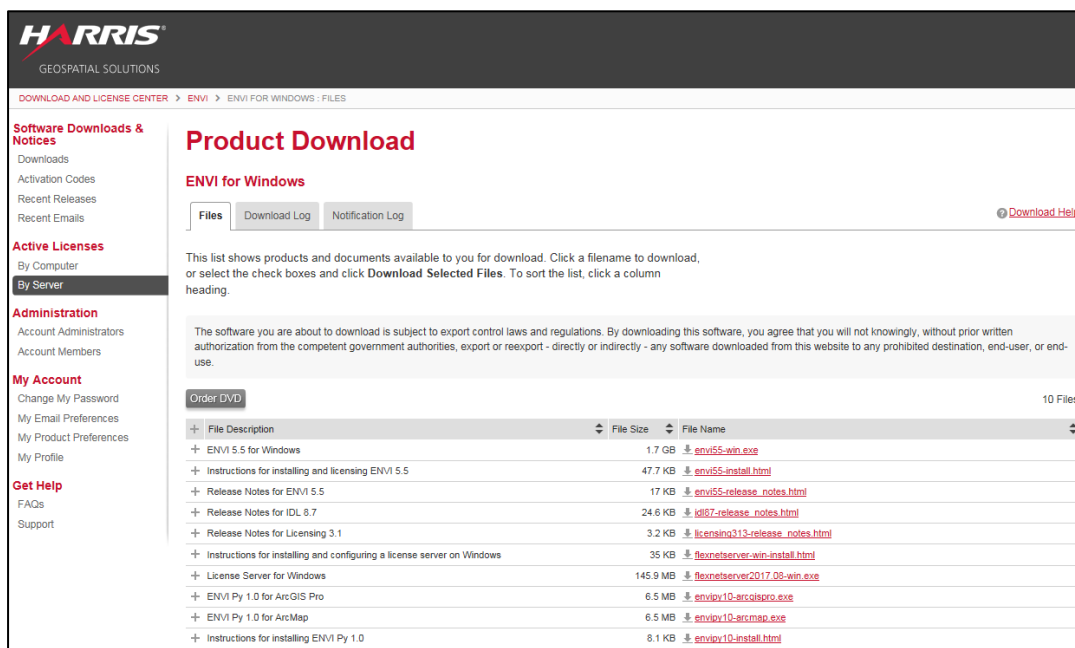 HARRIS
GEOSPATIAL SOLUTIONS
DOWNLOAD AND LICENSE CENTER > ENVI > ENVI FOR WINDOWS : FILES
Software Downloads &
Notices
Downloads
Activation Codes
Recent Releases
Recent Emails
Active Licenses
By Computer
By Server
Administration
Account Administrators
Account Members
My Account
Change My Password
My Email Preferences
My Product Preferences
My Profile
Get Help
FAQs
Support
Product Download
ENVI for Windows
Files Download Log Notification Log
Download Help
This list shows products and documents available to you for download. Click a filename to download,
or select the check boxes and click Download Selected Files. To sort the list, click a column
heading.
The software you are about to download is subject to export control laws and regulations. By downloading this software, you agree that you will not knowingly, without prior written
authorization from the competent government authorities, export or reexport - directly or indirectly - any software downloaded from this website to any prohibited destination, end-user, or end-
use.
Order DVD
10 Files
+ File Description File Size File Name
+ ENVI 5.5 for Windows 1.7 GB envi55-win.exe
+ Instructions for installing and licensing ENVI 5.5 47.7 KB envi55-install.html
+ Release Notes for ENVI 5.5 17 KB envi55-release_notes.html
+ Release Notes for IDL 8.7 24.6 KB idl87-release_notes.html
+ Release Notes for Licensing 3.1 3.2 KB licensing313-release_notes.html
+ Instructions for installing and configuring a license server on Windows 35 KB flexnetserver-win-install.html
+ License Server for Windows 145.9 MB flexnetserver2017.08-win.exe
+ ENVI Py 1.0 for ArcGIS Pro 6.5 MB envipy10-arcgispro.exe
+ ENVI Py 1.0 for ArcMap 6.5 MB envipy10-arcmap.exe
+ Instructions for installing ENVI Py 1.0 8.1 KB envipy10-install.html